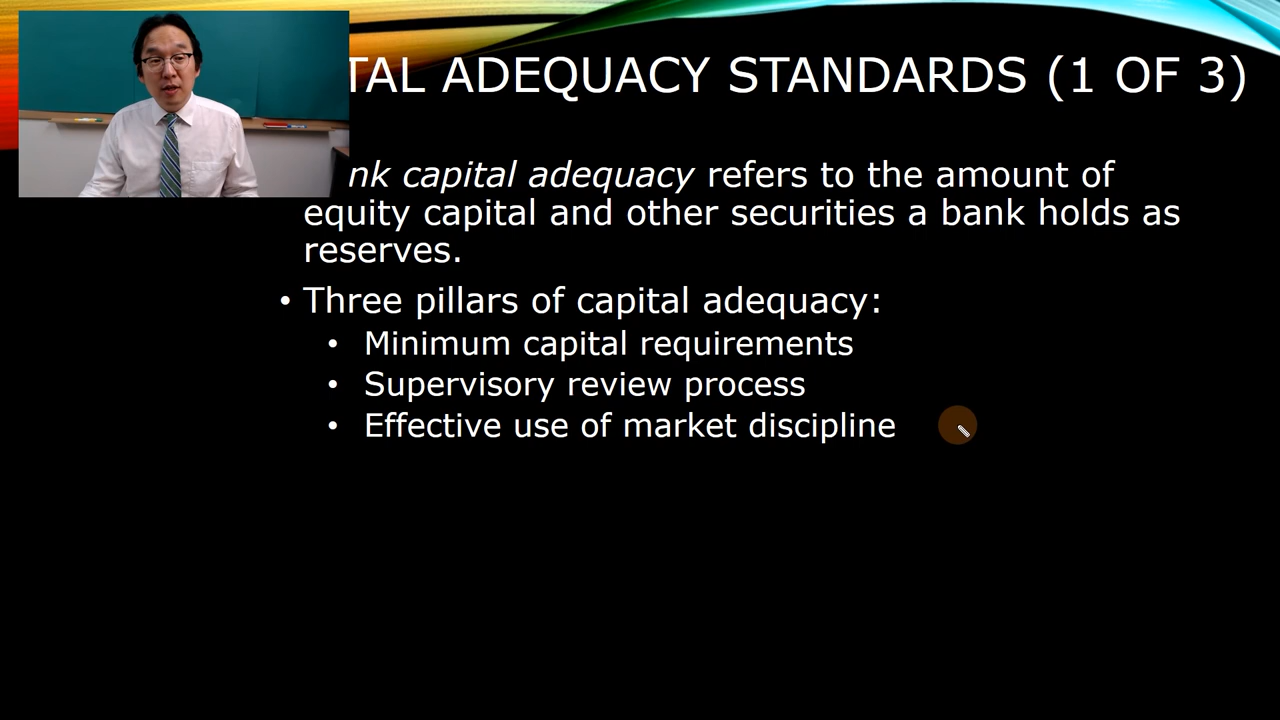 TAL ADEQUACY STANDARDS (1 OF 3)
nk capital adequacy refers to the amount of
equity capital and other securities a bank holds as
reserves.
• Three pillars of capital adequacy:
• Minimum capital requirements
• Supervisory review process
• Effective use of market discipline